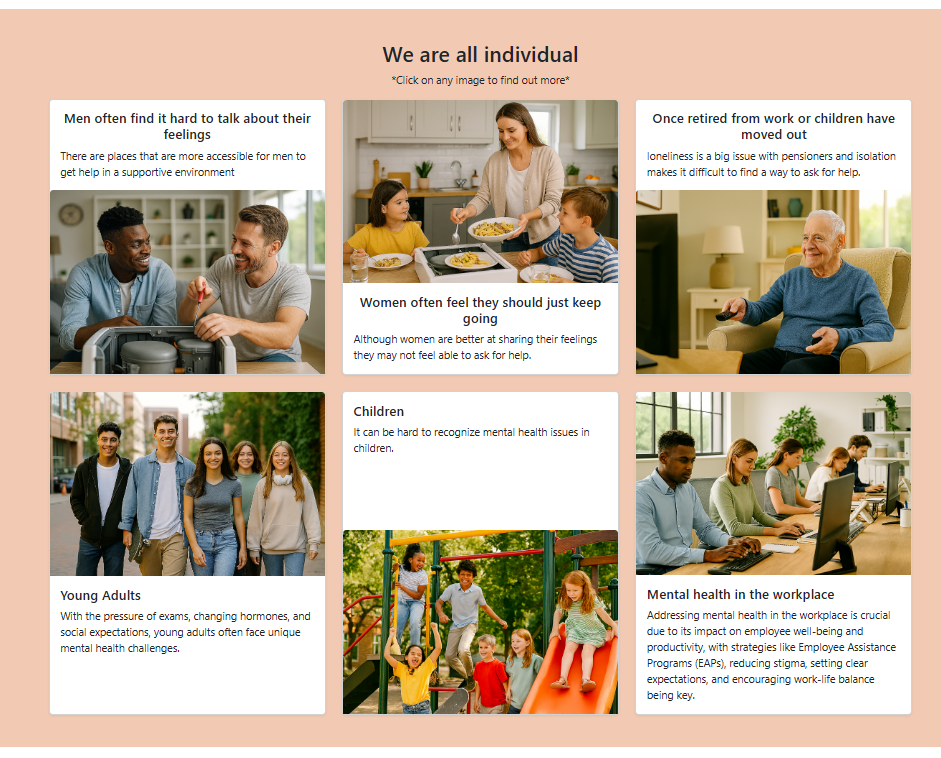 We are all individual
*Click on any image to find out more*
Men often find it hard to talk about their
feelings
There are places that are more accessible for men to
get help in a supportive environment
Women often feel they should just keep
going
Although women are better at sharing their feelings
they may not feel able to ask for help.
Once retired from work or children have
moved out
loneliness is a big issue with pensioners and isolation
makes it difficult to find a way to ask for help.
Young Adults
With the pressure of exams, changing hormones, and
social expectations, young adults often face unique
mental health challenges.
Children
It can be hard to recognize mental health issues in
children.
Mental health in the workplace
Addressing mental health in the workplace is crucial
due to its impact on employee well-being and
productivity, with strategies like Employee Assistance
Programs (EAPs), reducing stigma, setting clear
expectations, and encouraging work-life balance
being key.